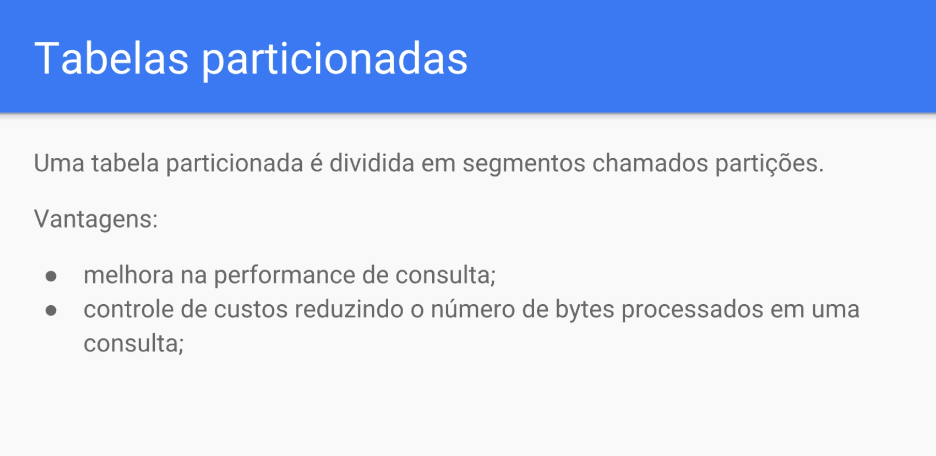 Tabelas particionadas
Uma tabela particionada é dividida em segmentos chamados partições.
Vantagens:
● melhora na performance de consulta;
● controle de custos reduzindo o número de bytes processados em uma
consulta;